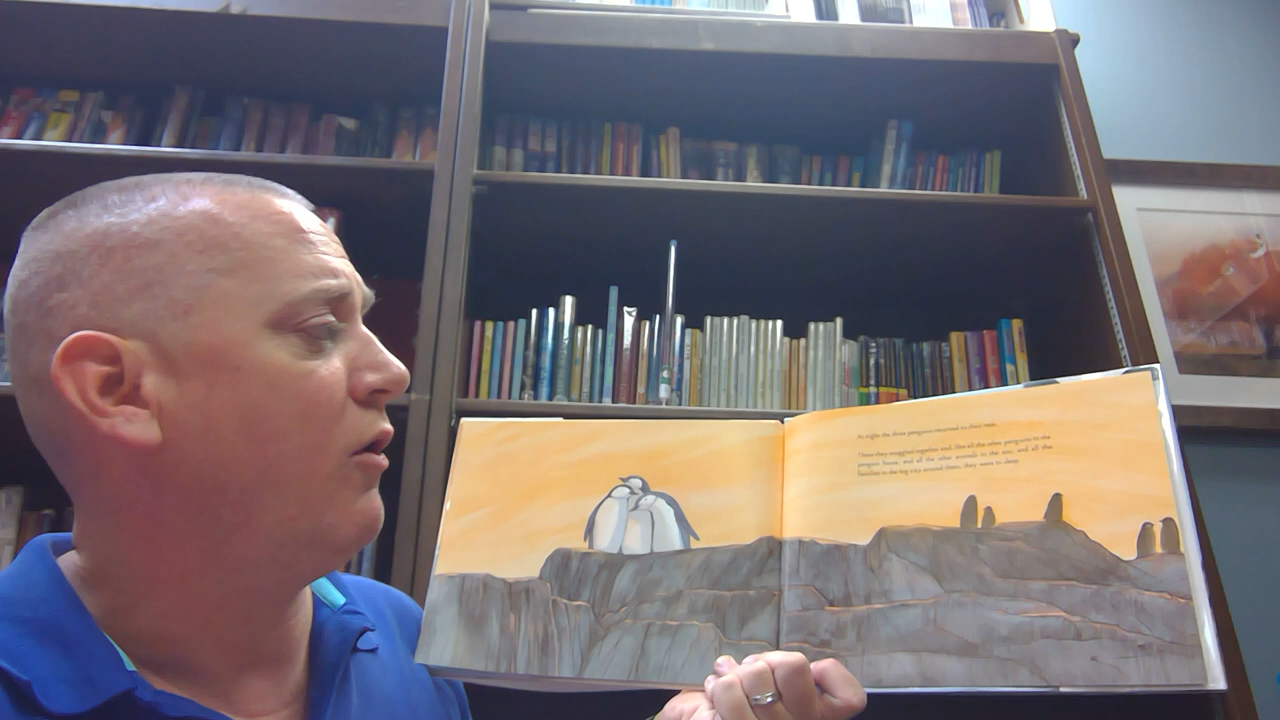 At night the three penguins returned to their nest.
There they snuggled together and, like all the other penguins in the
penguin house, and all the other animals in the zoo, and all the
families in the big city around them, they went to sleep.